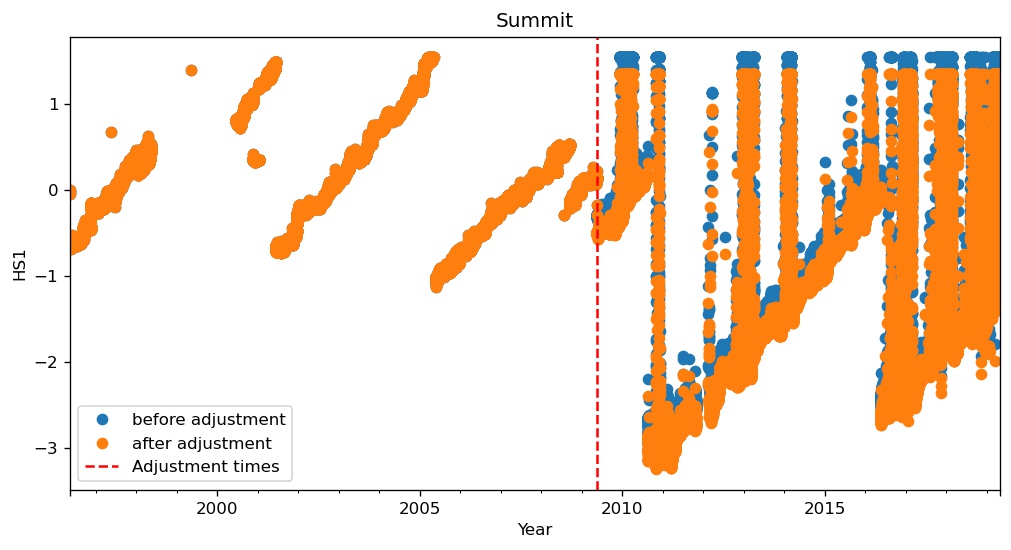 Summit
HS1
1
0
−1
−2
−3
before adjustment
after adjustment
Adjustment times
2000 2005 2010 2015
Year